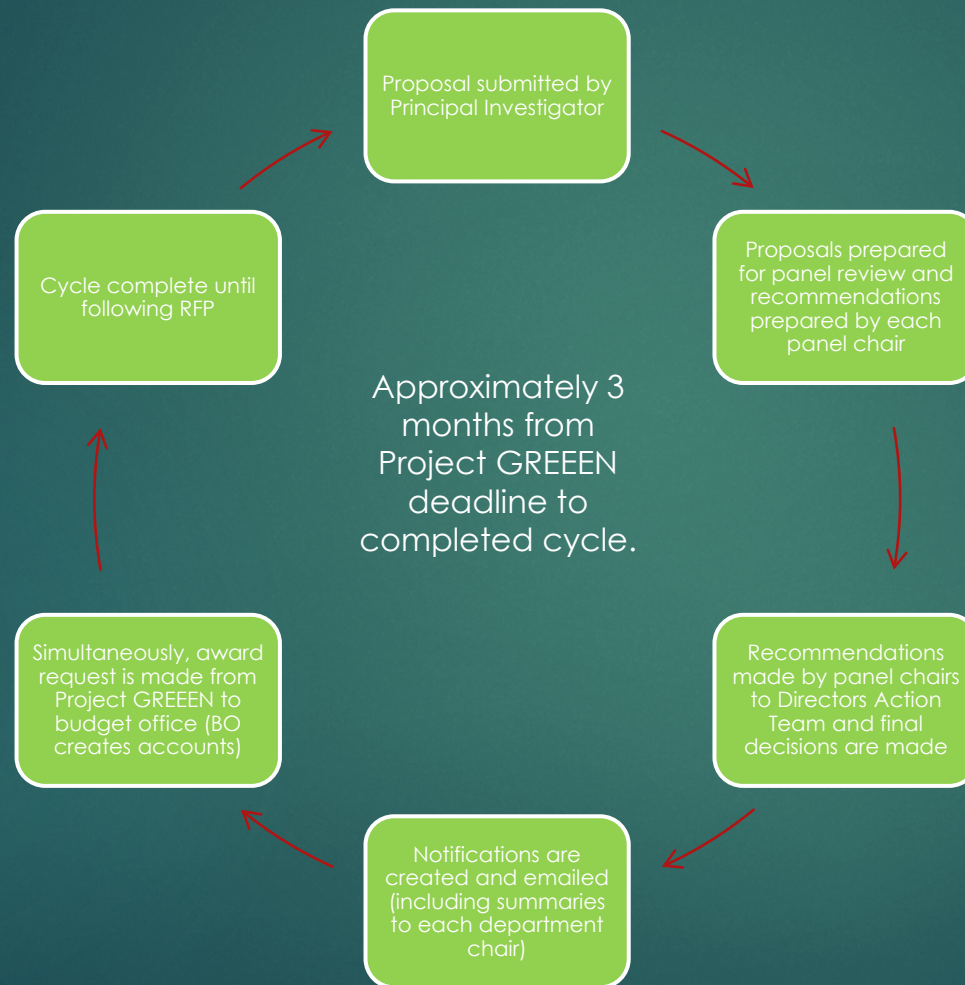 Proposal submitted by
Principal Investigator
Proposals prepared
for panel review and
recommendations
prepared by each
panel chair
Recommendations
made by panel chairs
to Directors Action
Team and final
decisions are made
Notifications are
created and emailed
(including summaries
to each department
chair)
Simultaneously, award
request is made from
Project GREEEN to
budget office (BO
creates accounts)
Cycle complete until
following RFP
Approximately 3
months from
Project GREEEN
deadline to
completed cycle.